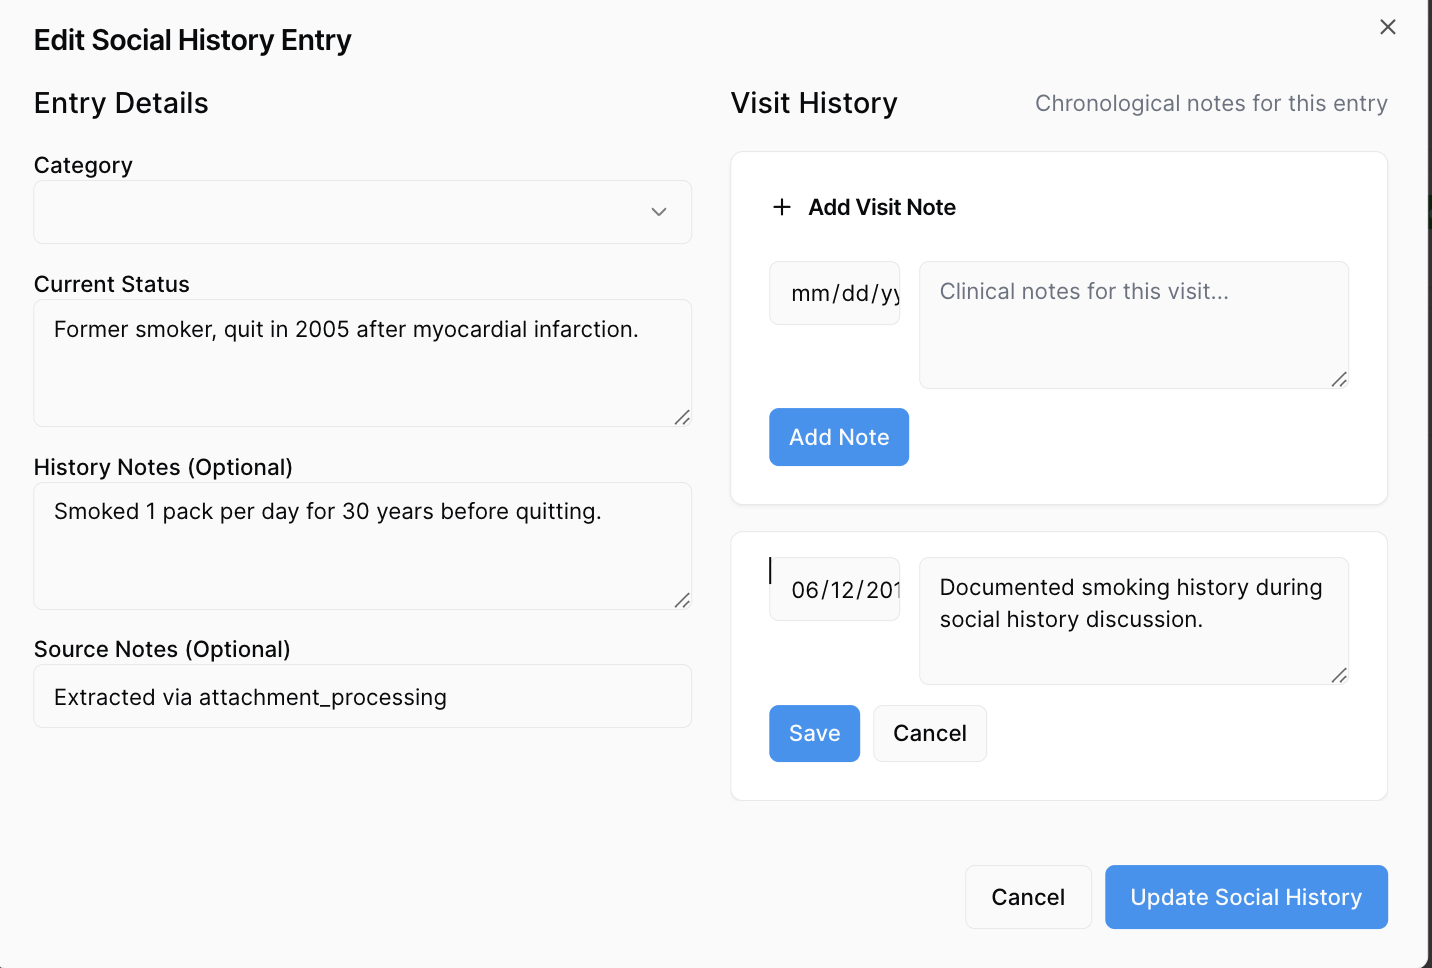 Edit Social History Entry
Entry Details
Category
Current Status
Former smoker, quit in 2005 after myocardial infarction.
History Notes (Optional)
Smoked 1 pack per day for 30 years before quitting.
Source Notes (Optional)
Extracted via attachment_processing
Visit History
Chronological notes for this entry
+ Add Visit Note
mm/dd/yy
Clinical notes for this visit...
Add Note
06/12/201
Documented smoking history during
social history discussion.
Save
Cancel
Cancel
Update Social History